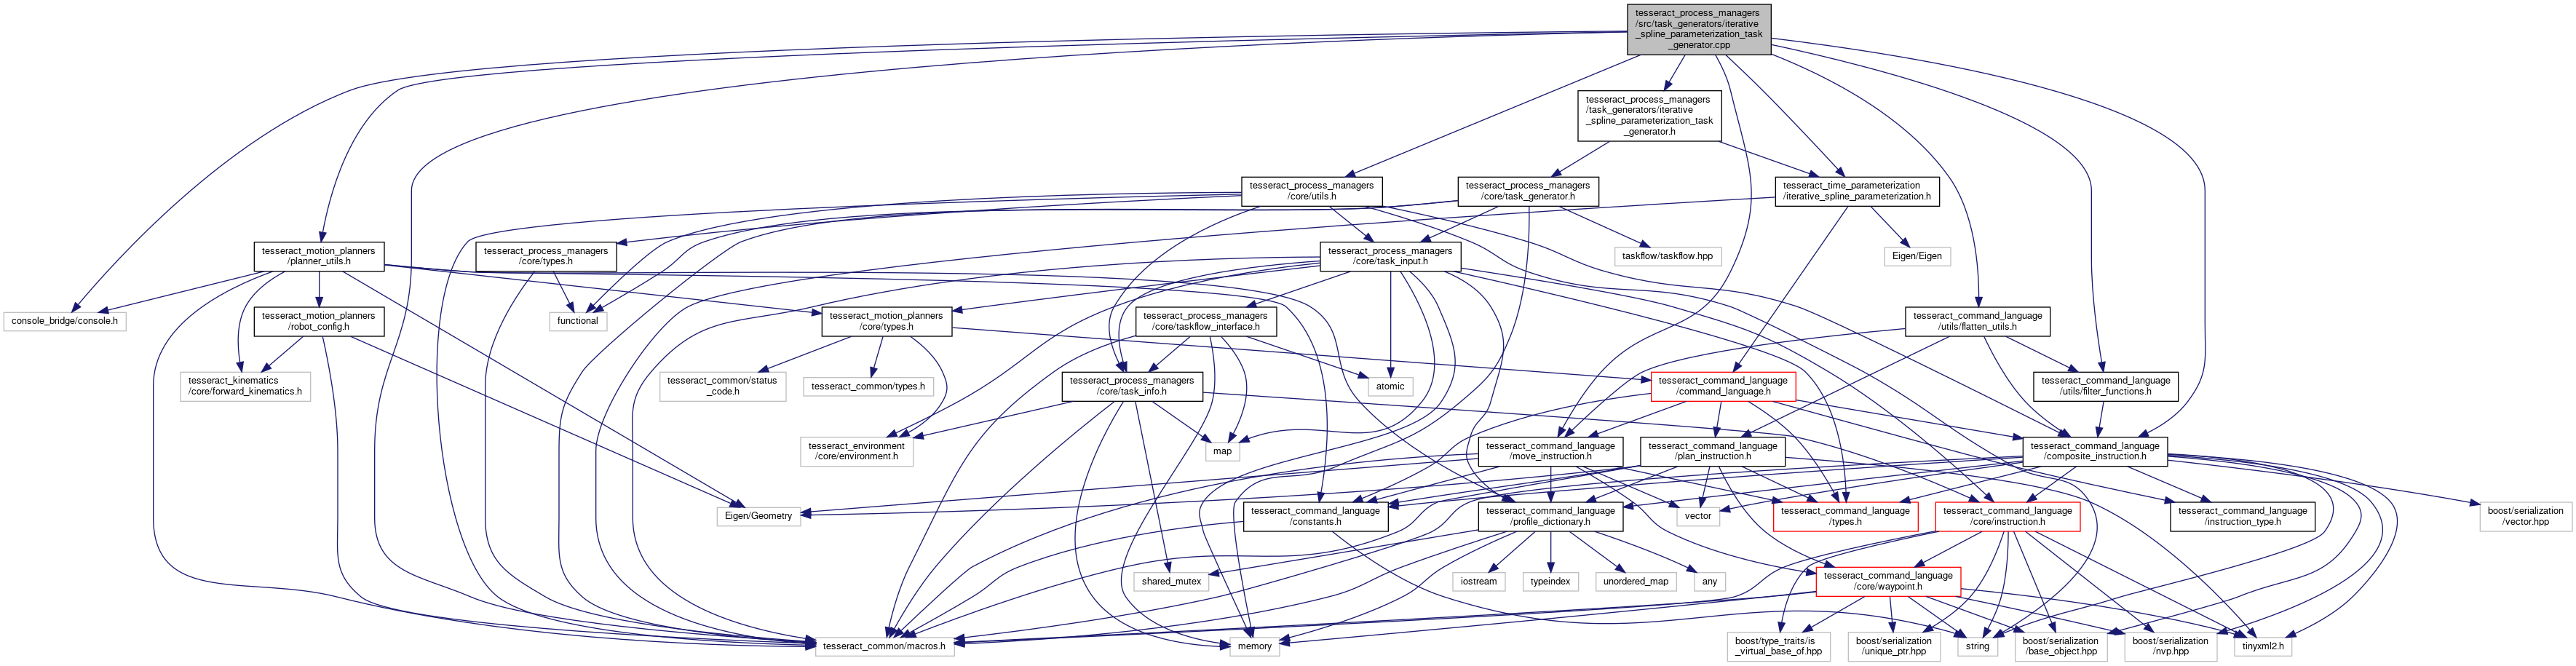 tesseract_process_managers
/src/task_generators/iterative
_spline_parameterization_task
_generator.cpp
tesseract_process_managers
/task_generators/iterative
_spline_parameterization_task
_generator.h
tesseract_process_managers
/core/utils.h
tesseract_process_managers
/core/task_generator.h
tesseract_time_parameterization
/iterative_spline_parameterization.h
tesseract_motion_planners
/planner_utils.h
tesseract_process_managers
/core/types.h
tesseract_process_managers
/core/task_input.h
taskflow/taskflow.hpp
Eigen/Eigen
console_bridge/console.h
tesseract_motion_planners
/robot_config.h
functional
tesseract_motion_planners
/core/types.h
tesseract_process_managers
/core/taskflow_interface.h
tesseract_command_language
/utils/flatten_utils.h
tesseract_kinematics
/core/forward_kinematics.h
tesseract_common/status
_code.h
tesseract_common/types.h
tesseract_process_managers
/core/task_info.h
atomic
tesseract_command_language
/command_language.h
tesseract_command_language
/utils/filter_functions.h
tesseract_environment
/core/environment.h
map
tesseract_command_language
/move_instruction.h
tesseract_command_language
/plan_instruction.h
tesseract_command_language
/composite_instruction.h
Eigen/Geometry
tesseract_command_language
/constants.h
tesseract_command_language
/profile_dictionary.h
vector
tesseract_command_language
/types.h
tesseract_command_language
/core/instruction.h
tesseract_command_language
/instruction_type.h
boost/serialization
/vector.hpp
shared_mutex
iostream
typeindex
unordered_map
any
tesseract_command_language
/core/waypoint.h
tesseract_common/macros.h
memory
boost/type_traits/is
_virtual_base_of.hpp
boost/serialization
/unique_ptr.hpp
string
boost/serialization
/base_object.hpp
boost/serialization
/nvp.hpp
tinyxml2.h